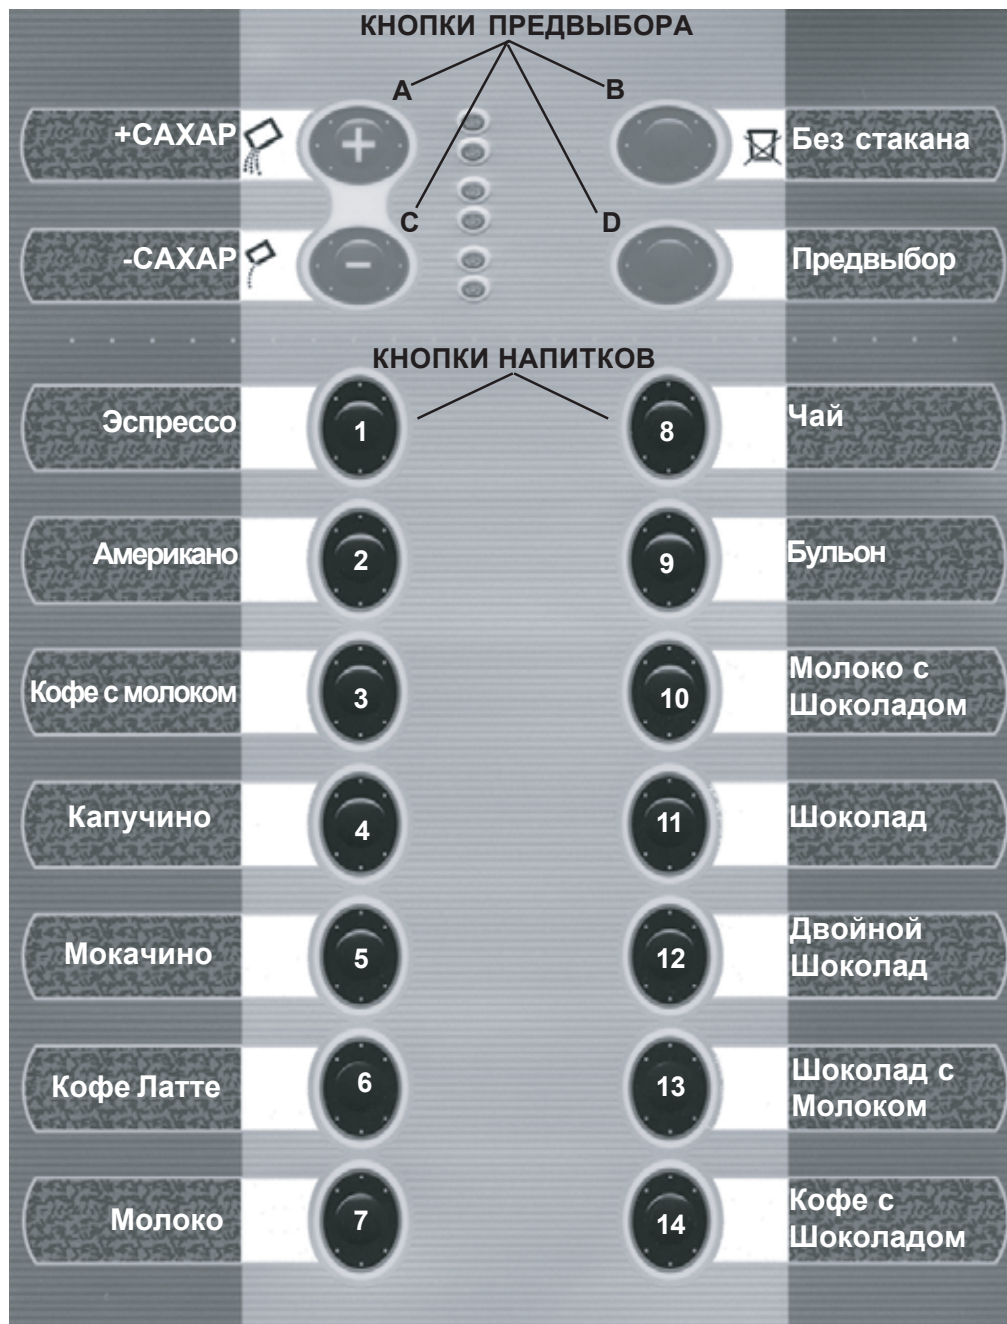 КНОПКИ ПРЕДВЫБОРА
A
B
+САХАР
+
Без стакана
C
D
-САХАР
-
Предвыбор
КНОПКИ НАПИТКОВ
Эспрессо
1
8
Чай
Американо
2
9
Бульон
Кофе с молоком
3
10
Молоко с
Шоколадом
Капучино
4
11
Шоколад
Мокачино
5
12
Двойной
Шоколад
Кофе Латте
6
13
Шоколад с
Молоком
Молоко
7
14
Кофе с
Шоколадом